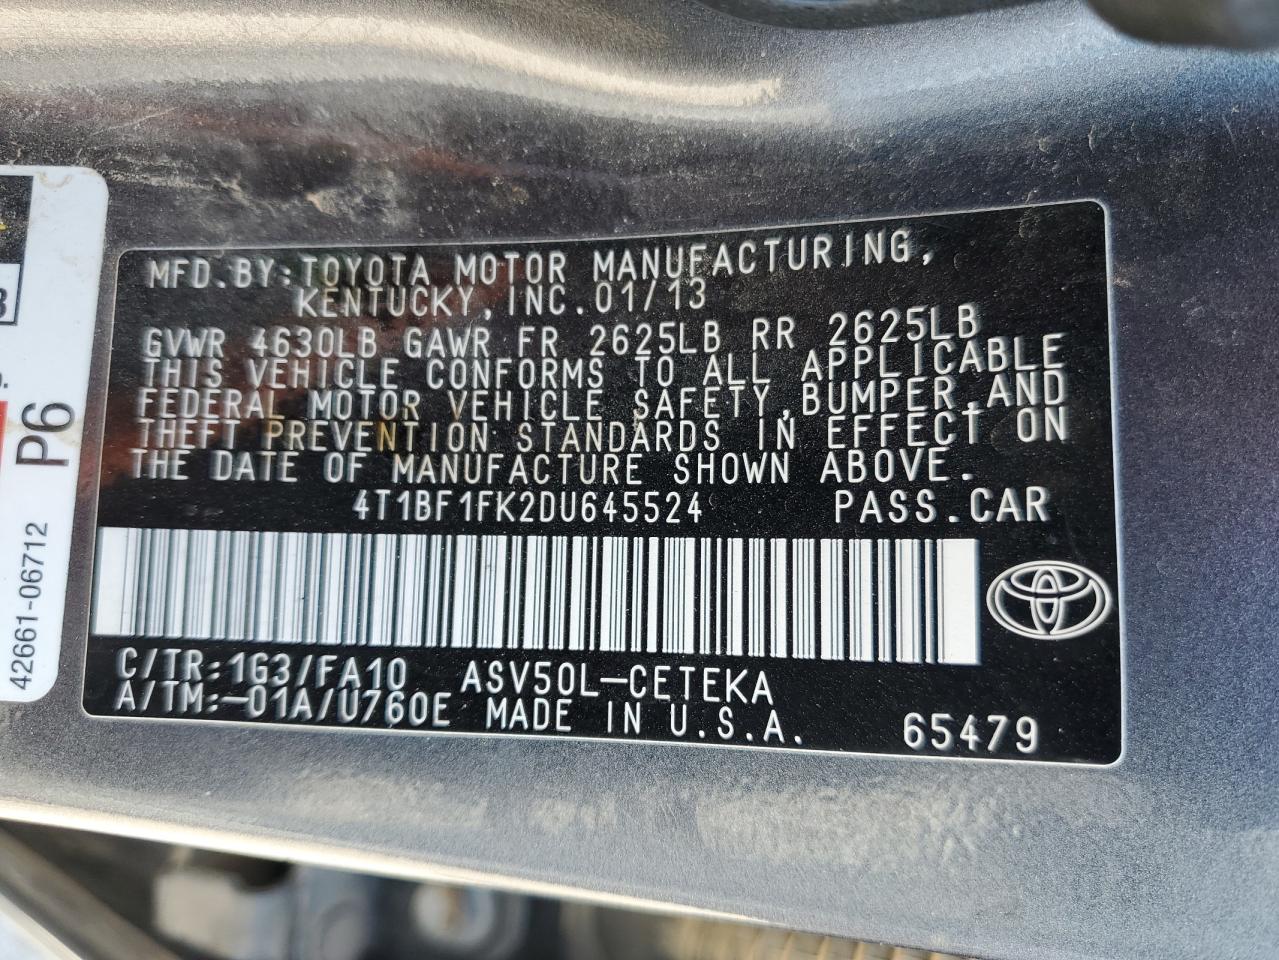 MFD.BY:TOYOTA MOTOR MANUFACTURING,
KENTUCKY,INC.01/13
GVWR 4630LB GAWR FR 2625LB RR 2625LB
THIS VEHICLE CONFORMS TO ALL APPLICABLE
FEDERAL MOTOR VEHICLE SAFETY,BUMPER,AND
THEFT PREVENTION STANDARDS IN EFFECT ON
THE DATE OF MANUFACTURE SHOWN ABOVE.
4T1BF1FK2DU645524 PASS.CAR
C/TR:1G3/FA10 ASV50L-CETEKA
A/TM:-01A/U760E MADE IN U.S.A. 65479
P6
42661-06712